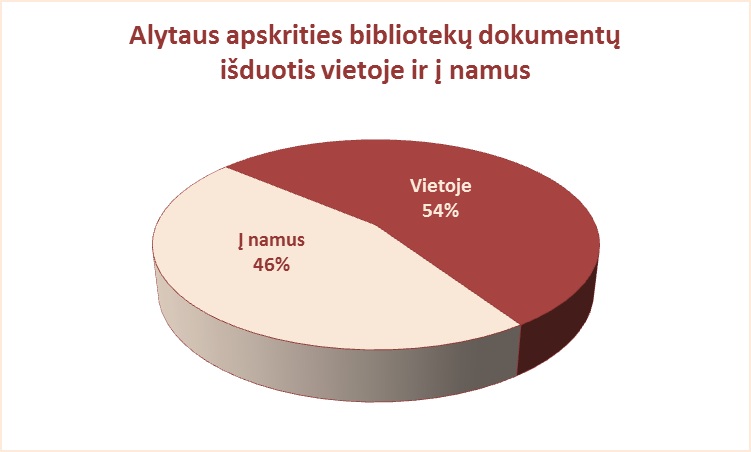 Alytaus apskrities bibliotekų dokumentų
išduotis vietoje ir į namus
Vietoje
54%
Į namus
46%